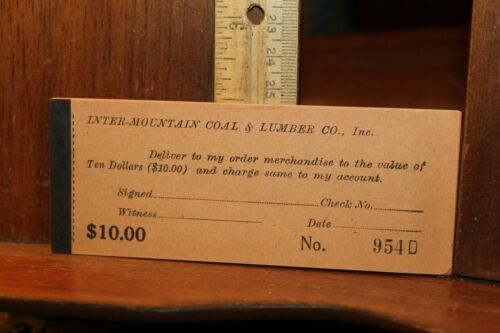 23
24
25
INTER-MOUNTAIN COAL & LUMBER CO., Inc.
Deliver to my order merchandise to the value of
Ten Dollars ($10.00) and charge same to my account.
Signed Check No.
Witness Date
$10.00 No. 954D